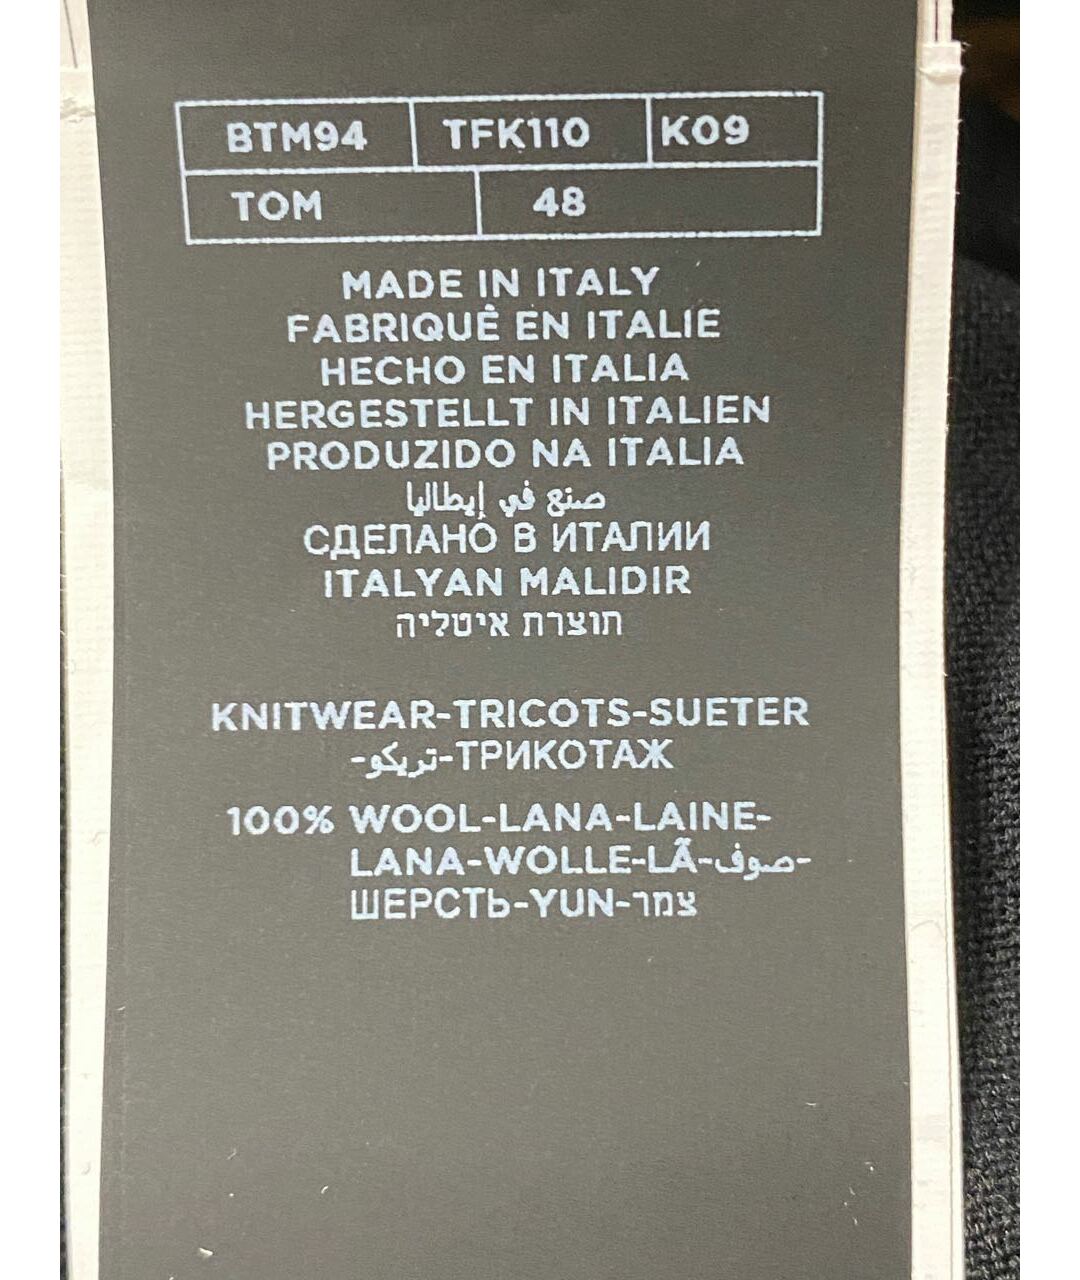 BTM94 TFK110 K09
TOM 48
MADE IN ITALY
FABRIQUÊ EN ITALIE
HECHO EN ITALIA
HERGESTELLT IN ITALIEN
PRODUZIDO NA ITALIA
صنع في إيطاليا
СДЕЛАНО В ИТАЛИИ
ITALYAN MALIDIR
תוצרת איטליה
KNITWEAR-TRICOTS-SUETER
-تريكو-ТРИКОТАЖ
100% WOOL-LANA-LAINE-
LANA-WOLLE-LÃ-صوف-
ШЕРСТЬ-YUN-צמר